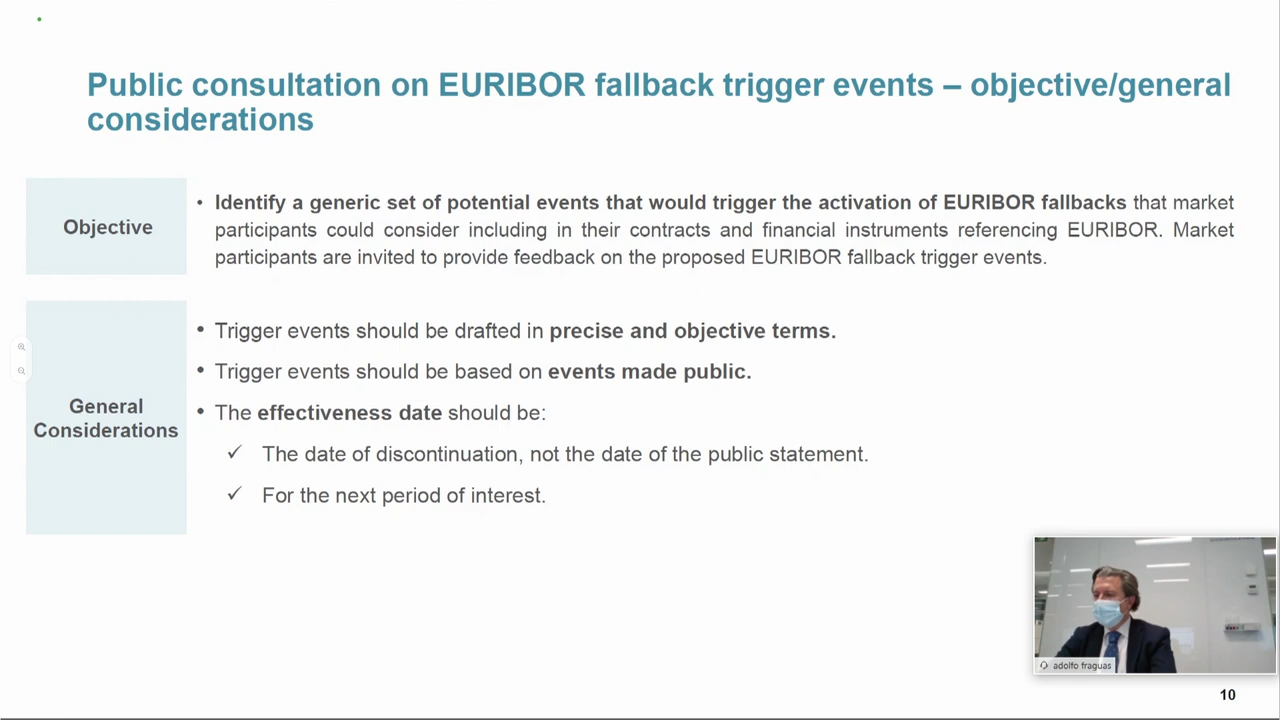 Public consultation on EURIBOR fallback trigger events – objective/general
considerations
Objective
• Identify a generic set of potential events that would trigger the activation of EURIBOR fallbacks that market
participants could consider including in their contracts and financial instruments referencing EURIBOR. Market
participants are invited to provide feedback on the proposed EURIBOR fallback trigger events.
General
Considerations
• Trigger events should be drafted in precise and objective terms.
• Trigger events should be based on events made public.
• The effectiveness date should be:
✓ The date of discontinuation, not the date of the public statement.
✓ For the next period of interest.
adolfo fraguas
10